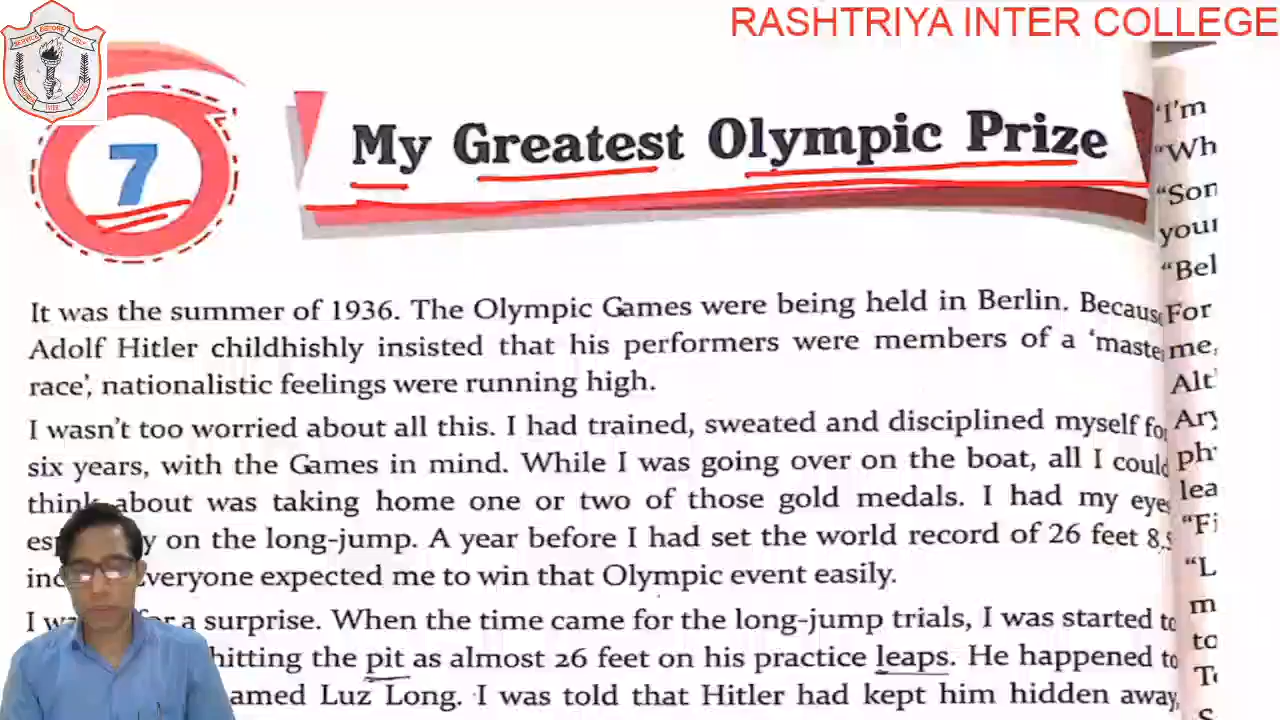 RASHTRIYA INTER COLLEGE
7
My Greatest Olympic Prize
It was the summer of 1936. The Olympic Games were being held in Berlin. Becaus
Adolf Hitler childhishly insisted that his performers were members of a ‘maste
race’, nationalistic feelings were running high.
I wasn’t too worried about all this. I had trained, sweated and disciplined myself fo
six years, with the Games in mind. While I was going over on the boat, all I coul
think about was taking home one or two of those gold medals. I had my eye
on the long-jump. A year before I had set the world record of 26 feet 8
everyone expected me to win that Olympic event easily.
I for a surprise. When the time came for the long-jump trials, I was started to
hitting the pit as almost 26 feet on his practice leaps. He happened to
amed Luz Long. I was told that Hitler had kept him hidden away,
“I’m
“Wh
“Son
your
“Bel
For
me,
Alt
Ary
ph
lea
“Fi
“L
m
to
T